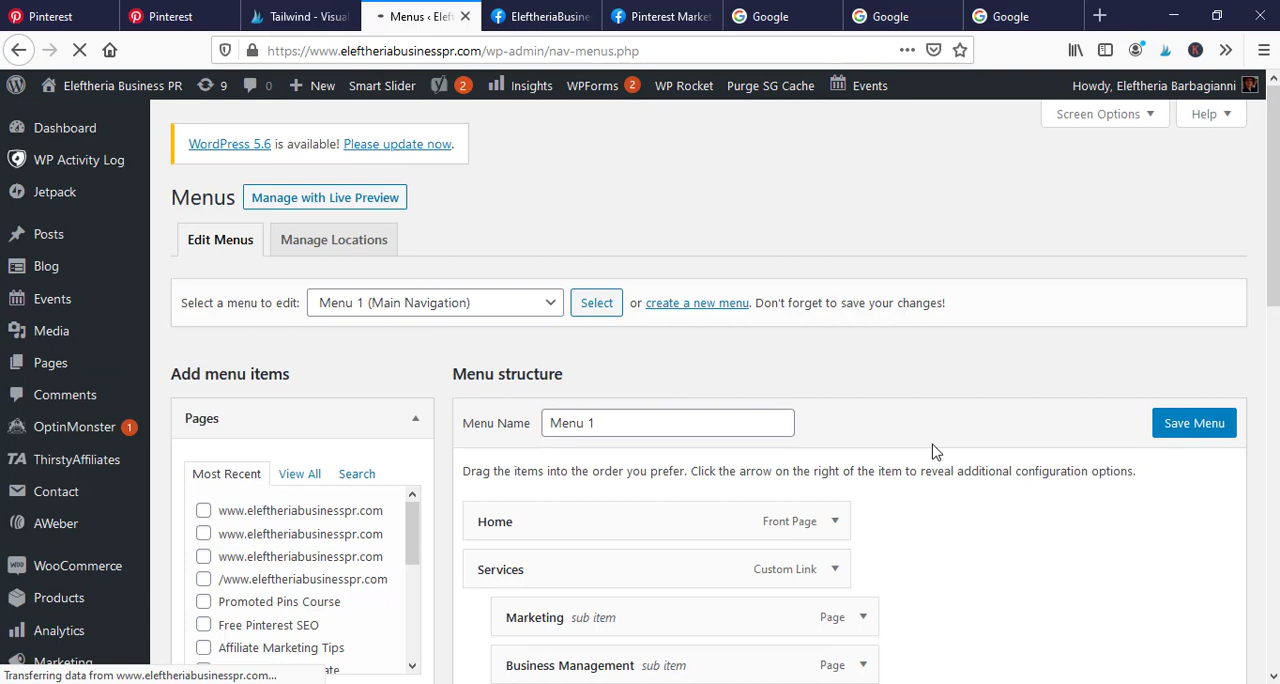 Pinterest
Pinterest
Tailwind - Visual
Menus ‹ Eleft
EleftheriaBusines
Pinterest Market
Google
Google
Google
https://www.eleftheriabusinesspr.com/wp-admin/nav-menus.php
K
Eleftheria Business PR
9
0
New
Smart Slider
2
Insights
WPForms 2
WP Rocket
Purge SG Cache
Events
Howdy, Eleftheria Barbagianni
Screen Options
Help
WordPress 5.6 is available! Please update now.
Menus
Manage with Live Preview
Edit Menus
Manage Locations
Select a menu to edit:
Menu 1 (Main Navigation)
Select
or create a new menu. Don't forget to save your changes!
Dashboard
WP Activity Log
Jetpack
Posts
Blog
Events
Media
Pages
Comments
OptinMonster 1
TA ThirstyAffiliates
Contact
AWeber
WooCommerce
Products
Analytics
Marketing
Add menu items
Pages
Most Recent
View All
Search
www.eleftheriabusinesspr.com
www.eleftheriabusinesspr.com
www.eleftheriabusinesspr.com
/www.eleftheriabusinesspr.com
Promoted Pins Course
Free Pinterest SEO
Affiliate Marketing Tips
Menu structure
Menu Name
Menu 1
Save Menu
Drag the items into the order you prefer. Click the arrow on the right of the item to reveal additional configuration options.
Home
Front Page
Services
Custom Link
Marketing sub item
Page
Business Management sub item
Page
Transferring data from www.eleftheriabusinesspr.com...